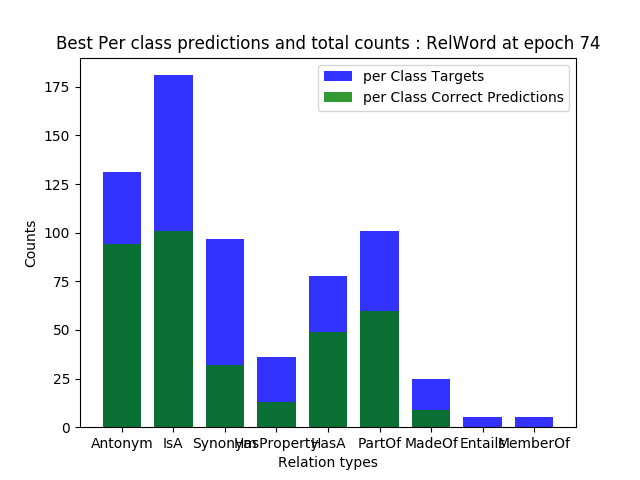 Best Per class predictions and total counts : RelWord at epoch 74
per Class Targets
per Class Correct Predictions
Counts
175
150
125
100
75
50
25
0
Antonym IsA Synonym HasProperty HasA PartOf MadeOf Entails MemberOf
Relation types